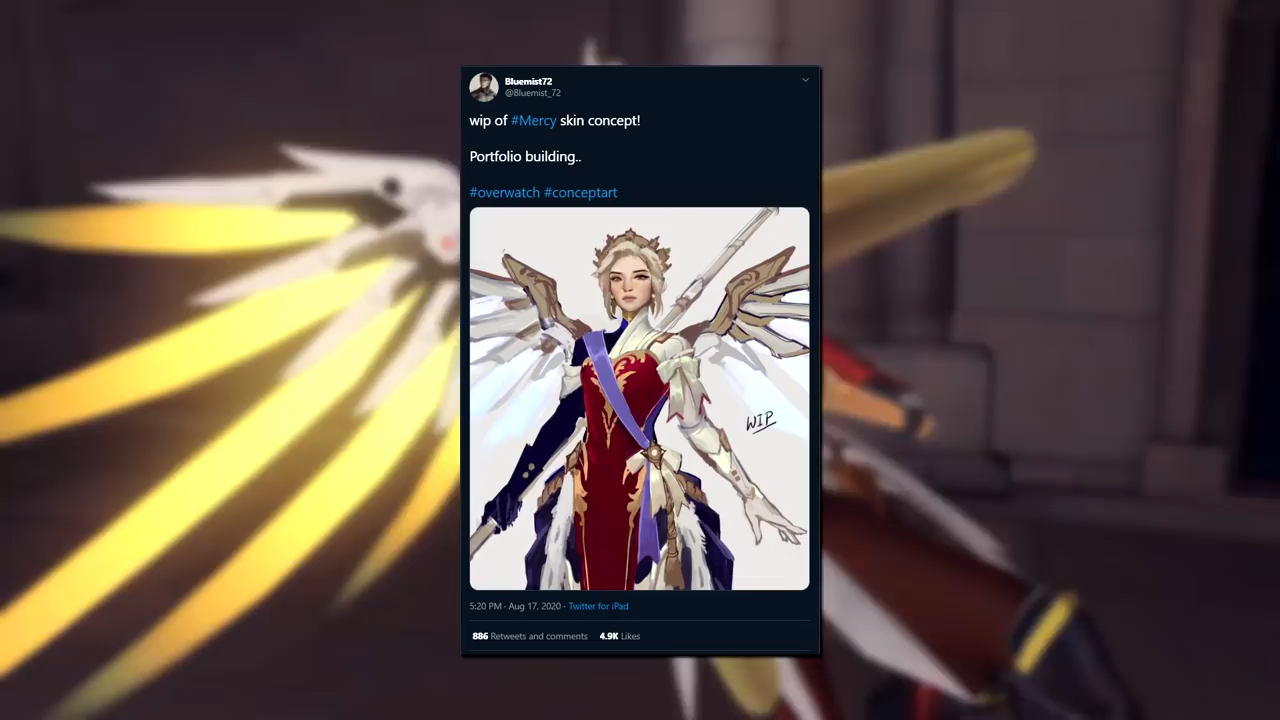 Bluemist72
@Bluemist_72
wip of #Mercy skin concept!
Portfolio building..
#overwatch #conceptart
WIP
5:20 PM · Aug 17, 2020 · Twitter for iPad
886 Retweets and comments 4.9K Likes